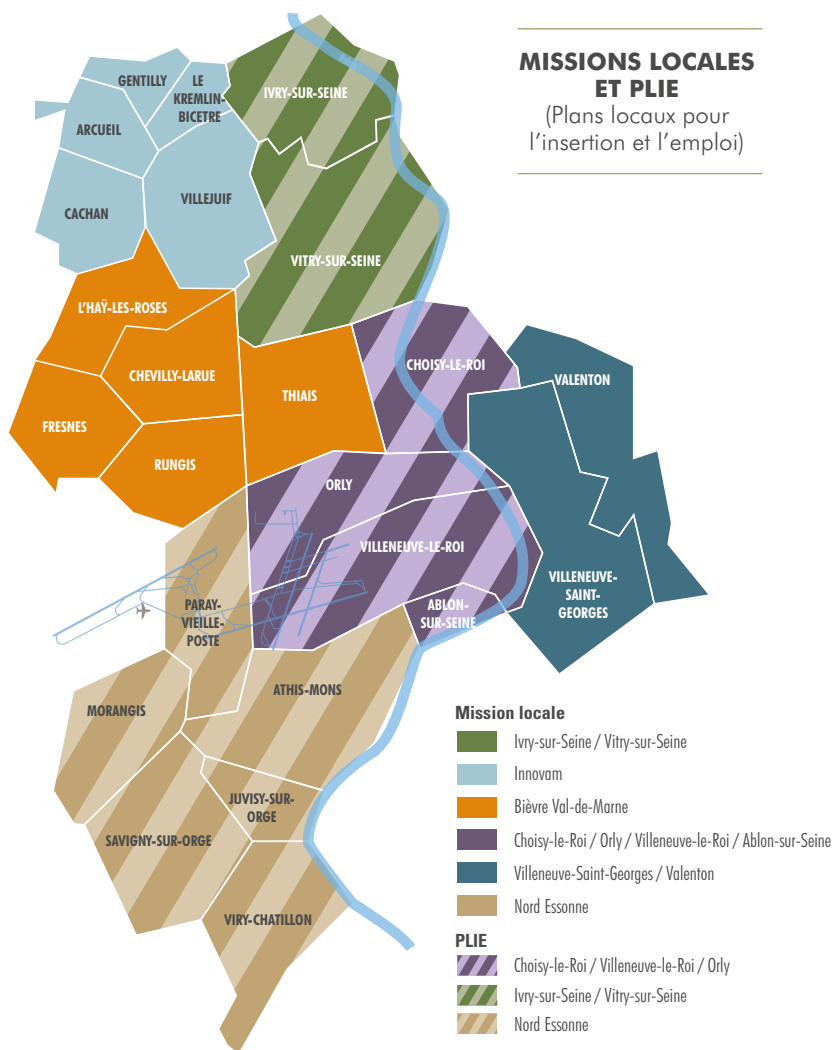 MISSIONS LOCALES
ET PLIE
(Plans locaux pour
l'insertion et l'emploi)
GENTILLY
LE
KREMLIN-
BICETRE
IVRY-SUR-SEINE
ARCUEIL
CACHAN
VILLEJUIF
VITRY-SUR-SEINE
L'HAŸ-LES-ROSES
CHEVILLY-LARUE
CHOISY-LE-ROI
VALENTON
THIAIS
FRESNES
RUNGIS
ORLY
VILLENEUVE-LE-ROI
VILLENEUVE-
SAINT-
GEORGES
ABLON-
SUR-SEINE
PARAY-
VIEILLE-
POSTE
ATHIS-MONS
MORANGIS
JUVISY-SUR-
ORGE
SAVIGNY-SUR-ORGE
VIRY-CHATILLON
Mission locale
Ivry-sur-Seine / Vitry-sur-Seine
Innovam
Bièvre Val-de-Marne
Choisy-le-Roi / Orly / Villeneuve-le-Roi / Ablon-sur-Seine
Villeneuve-Saint-Georges / Valenton
Nord Essonne
PLIE
Choisy-le-Roi / Villeneuve-le-Roi / Orly
Ivry-sur-Seine / Vitry-sur-Seine
Nord Essonne